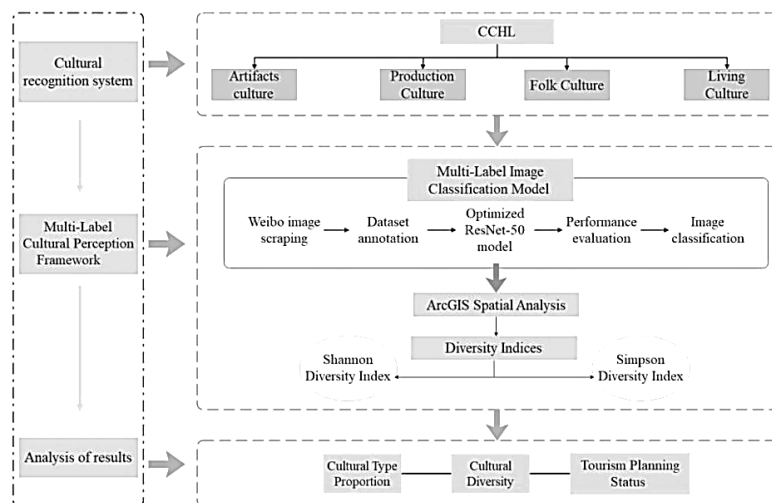 Cultural
recognition system
CCHL
Artifacts
culture
Production
Culture
Folk Culture
Living
Culture
Multi-Label
Cultural Perception
Framework
Multi-Label Image
Classification Model
Weibo image
scraping
Dataset
annotation
Optimized
ResNet-50
model
Performance
evaluation
Image
classification
ArcGIS Spatial Analysis
Diversity Indices
Shannon
Diversity Index
Simpson
Diversity Index
Analysis of results
Cultural Type
Proportion
Cultural
Diversity
Tourism Planning
Status